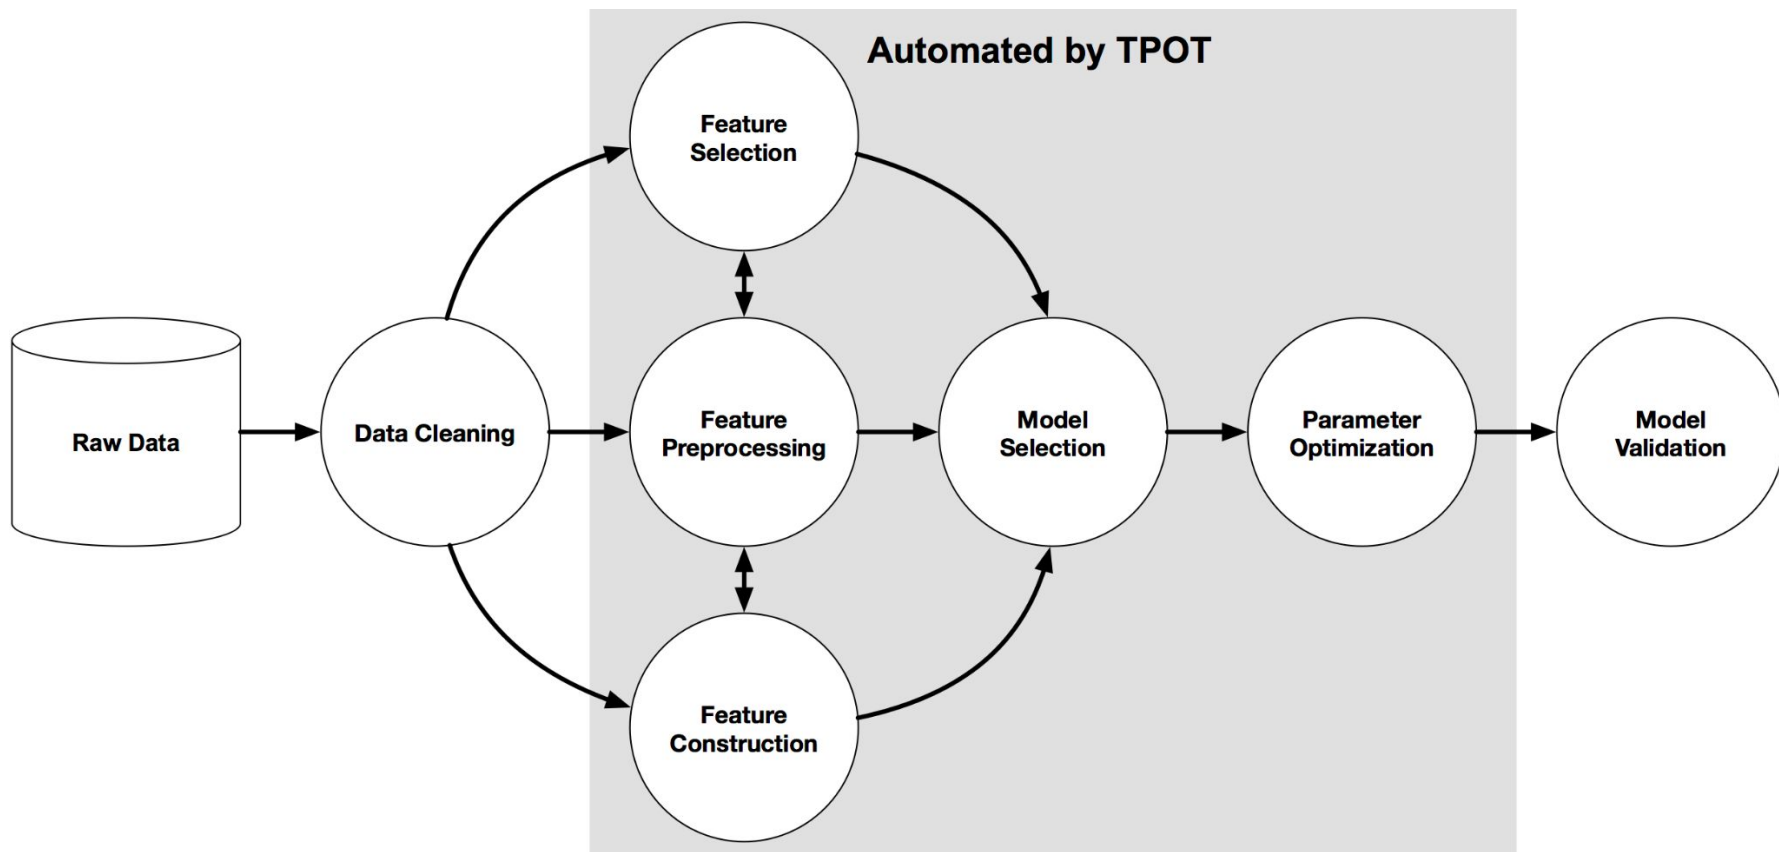 Automated by TPOT
Feature
Selection
Raw Data
Data Cleaning
Feature
Preprocessing
Model
Selection
Parameter
Optimization
Model
Validation
Feature
Construction